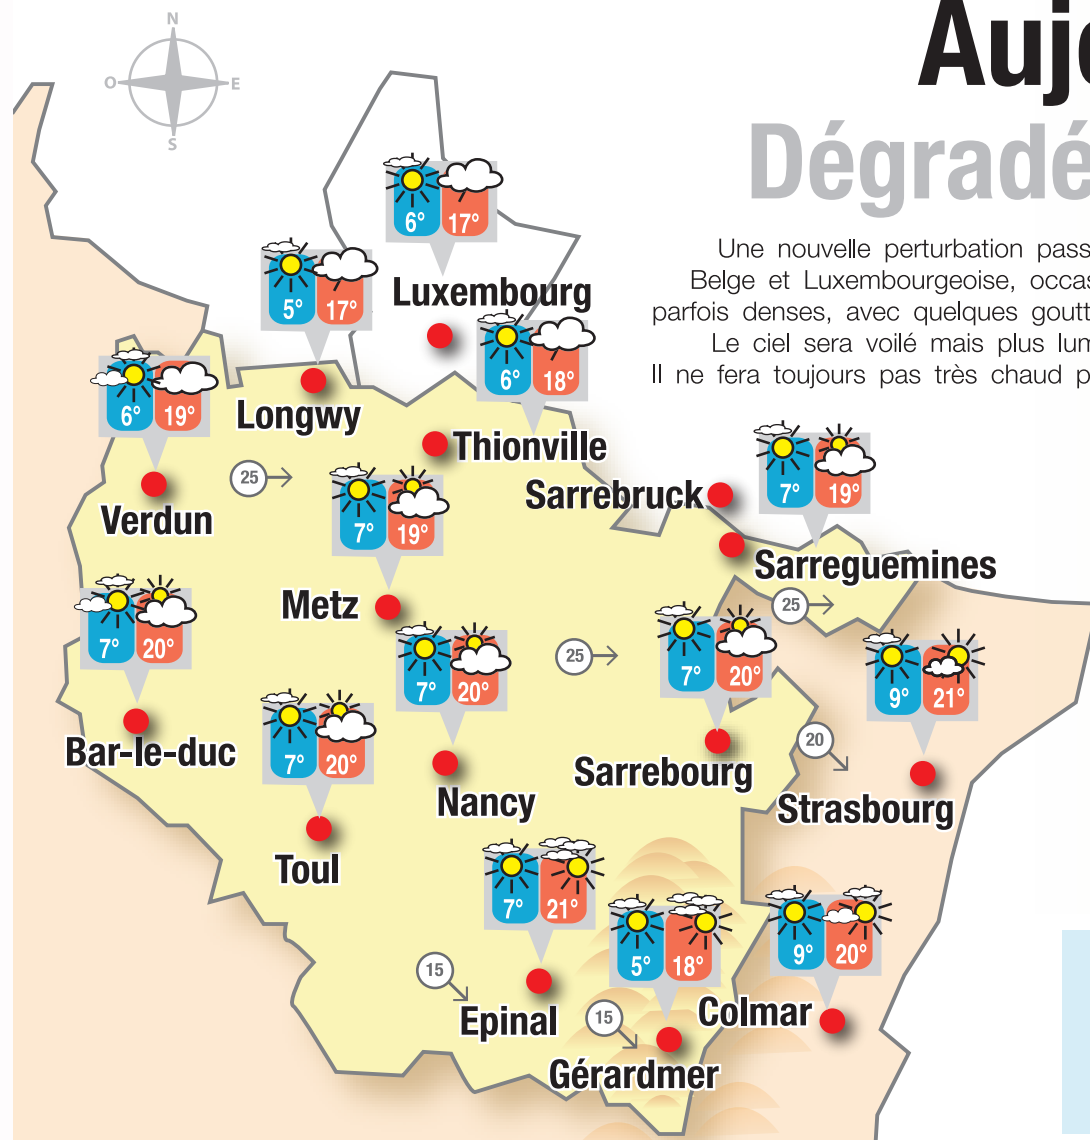 Auj
Dégradé
Une nouvelle perturbation pass
Belge et Luxembourgeoise, occas
parfois denses, avec quelques goutt
Le ciel sera voilé mais plus lum
Il ne fera toujours pas très chaud p
N
O E
S
6° 17°
Luxembourg
5° 17°
Longwy
6° 18°
Thionville
6° 19°
Verdun
25
7° 19°
Sarrebruck
Sarreguemines
7° 19°
Metz
25
7° 20°
Bar-le-duc
7° 20°
Nancy
25
7° 20°
Sarrebourg
9° 21°
Strasbourg
20
7° 20°
Toul
7° 21°
Epinal
15
5° 18°
Gérardmer
15
9° 20°
Colmar